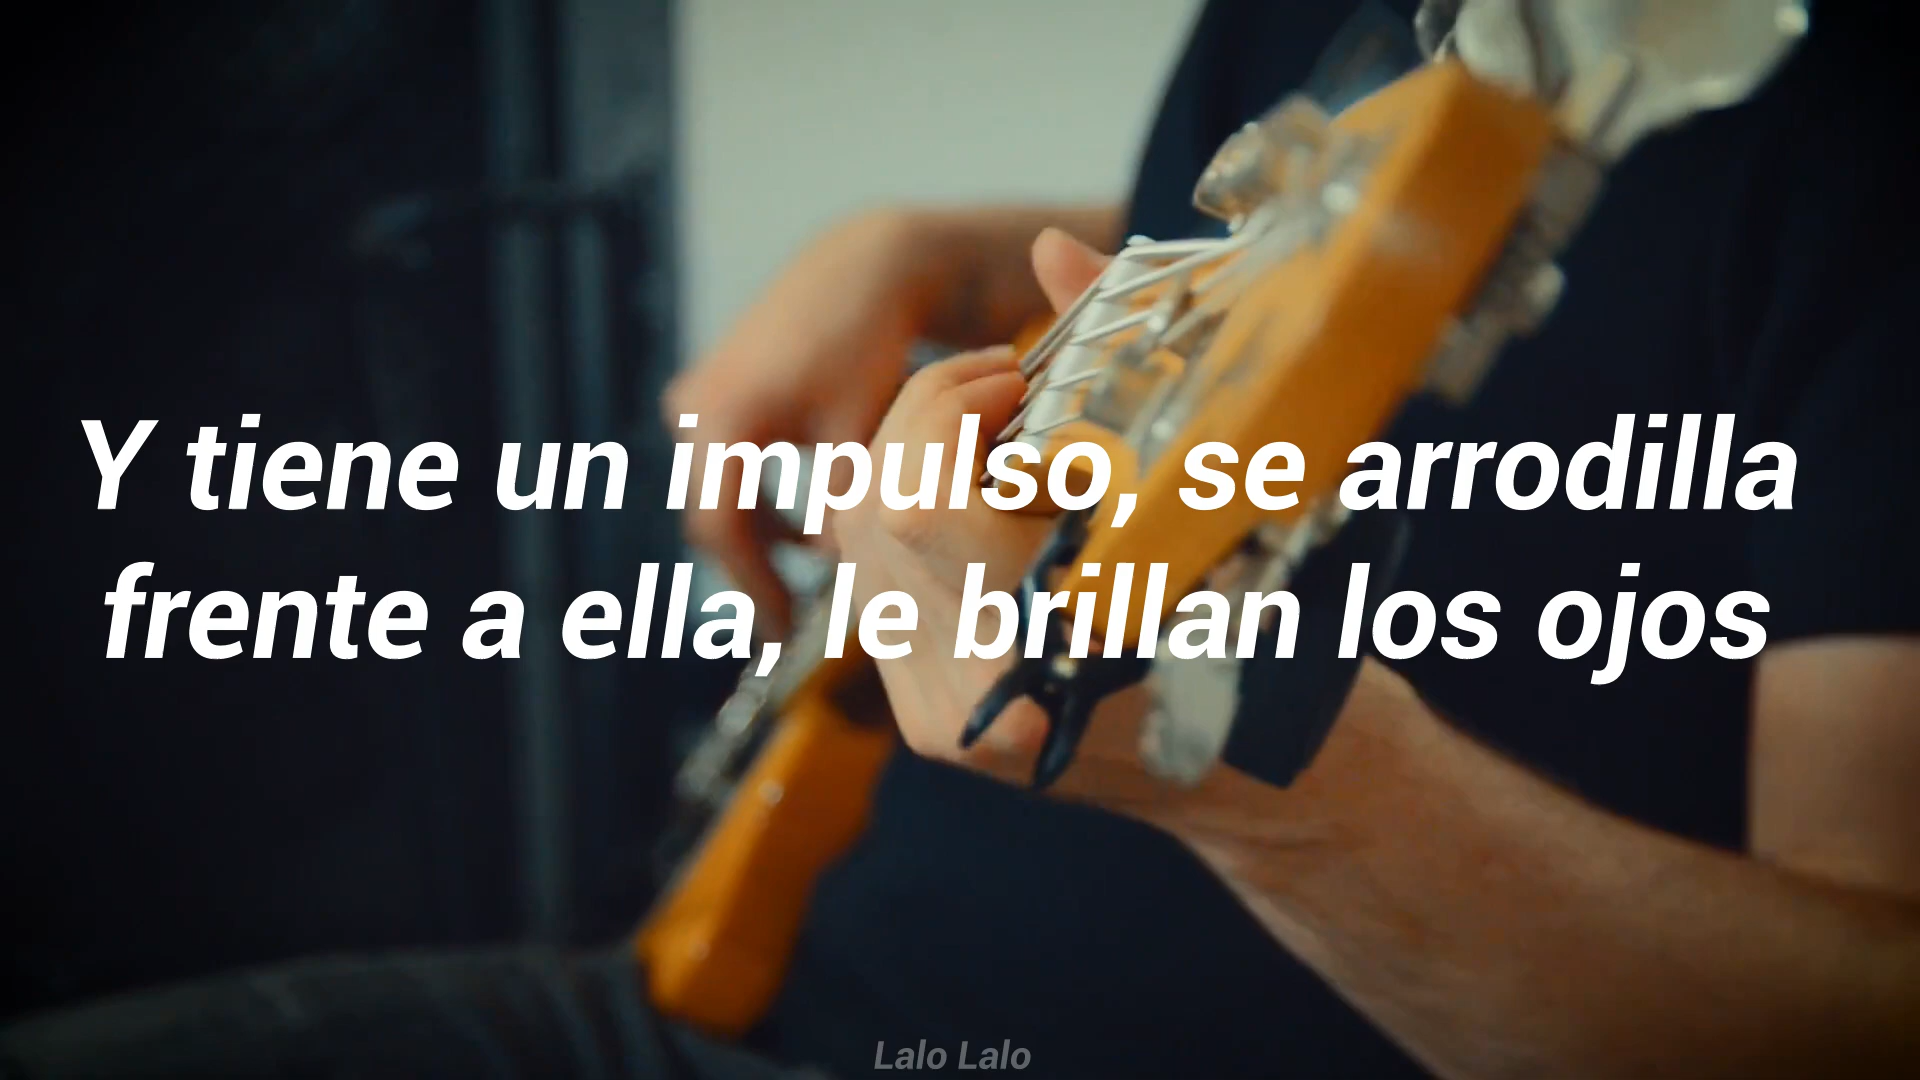 Y tiene un impulso, se arrodilla
frente a ella, le brillan los ojos
Lalo Lalo